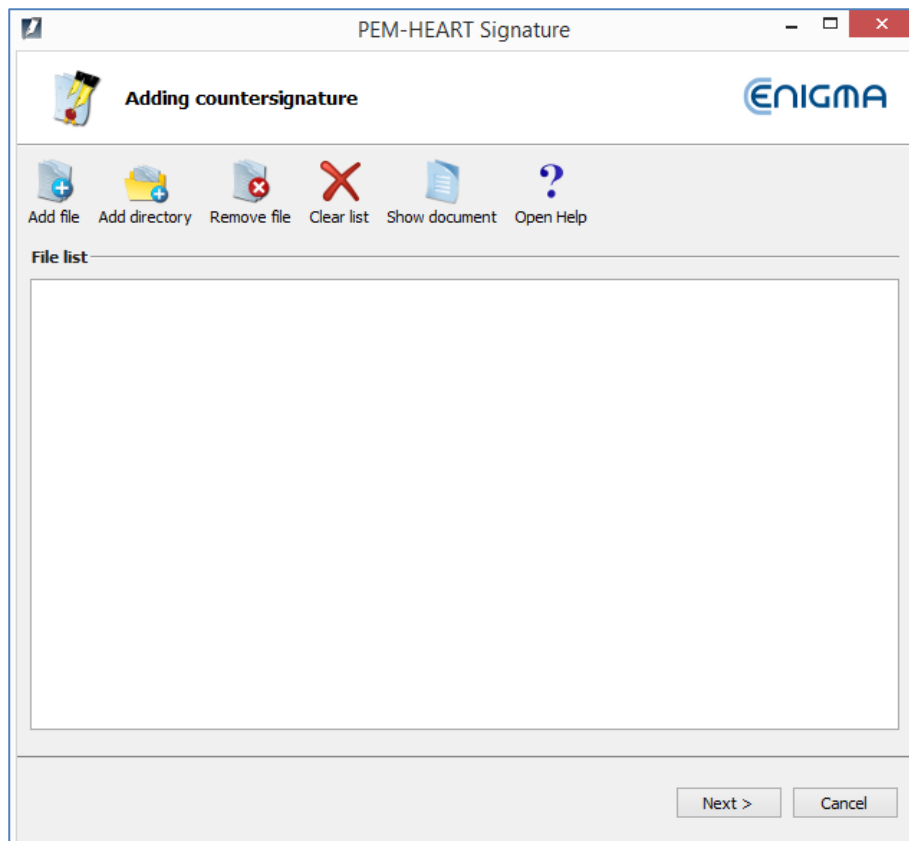 PEM-HEART Signature
Adding countersignature
ENIGMA
Add file Add directory Remove file Clear list Show document Open Help
File list
Next > Cancel